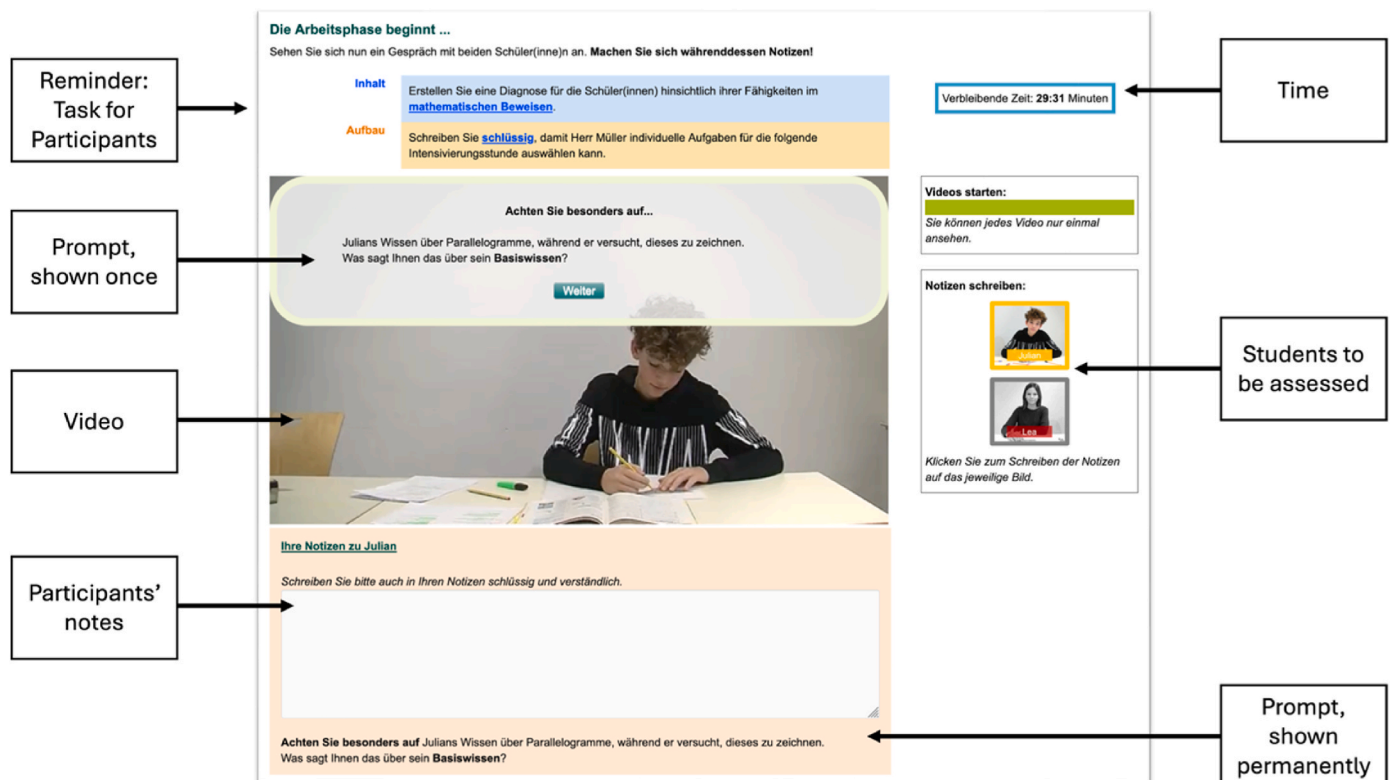 Die Arbeitsphase beginnt ...
Sehen Sie sich nun ein Gespräch mit beiden Schüler(inne)n an. Machen Sie sich währenddessen Notizen!
Reminder:
Task for
Participants
Inhalt
Erstellen Sie eine Diagnose für die Schüler(innen) hinsichtlich ihrer Fähigkeiten im
mathematischen Beweisen.
Aufbau
Schreiben Sie schlüssig, damit Herr Müller individuelle Aufgaben für die folgende
Intensivierungsstunde auswählen kann.
Verbleibende Zeit: 29:31 Minuten
Time
Prompt,
shown once
Achten Sie besonders auf...
Julians Wissen über Parallelogramme, während er versucht, dieses zu zeichnen.
Was sagt Ihnen das über sein Basiswissen?
Weiter
Videos starten:
Sie können jedes Video nur einmal
ansehen.
Video
Notizen schreiben:
Julian
Lea
Klicken Sie zum Schreiben der Notizen
auf das jeweilige Bild.
Students to
be assessed
Participants'
notes
Ihre Notizen zu Julian
Schreiben Sie bitte auch in Ihren Notizen schlüssig und verständlich.
Achten Sie besonders auf Julians Wissen über Parallelogramme, während er versucht, dieses zu zeichnen.
Was sagt Ihnen das über sein Basiswissen?
Prompt,
shown
permanently